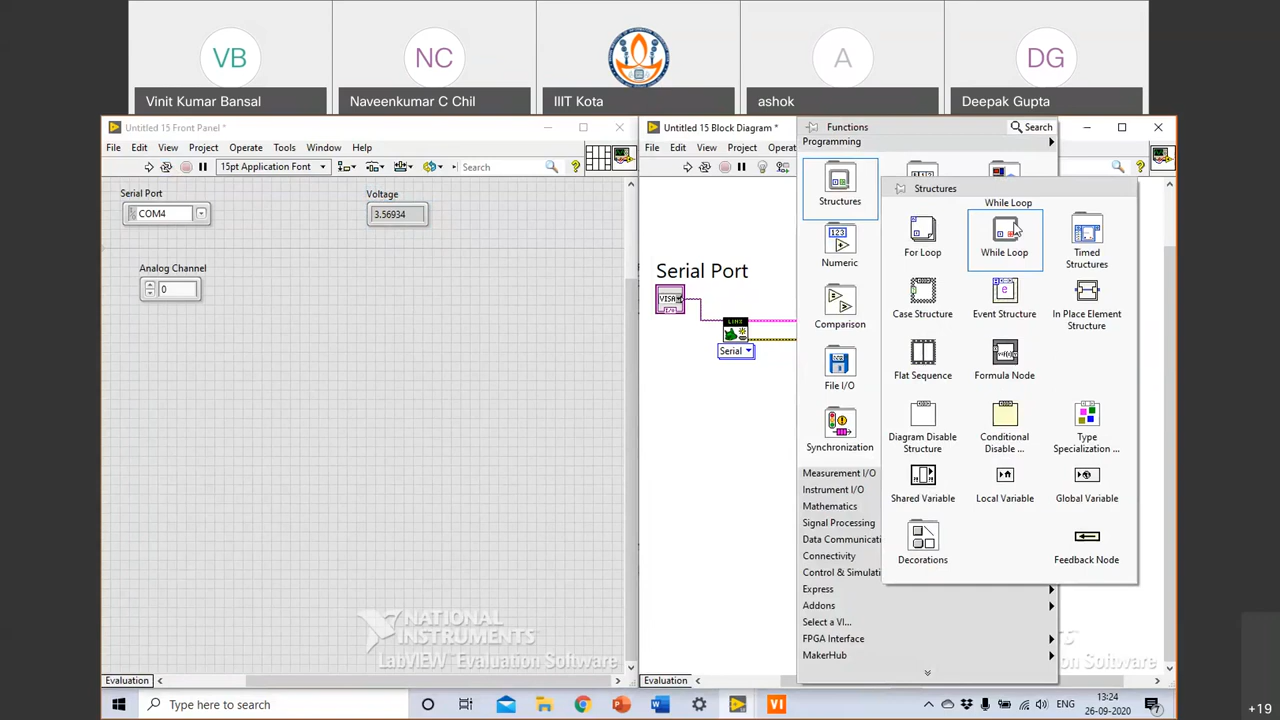 VB
NC
A
DG
Vinit Kumar Bansal
Naveenkumar C Chil
IIIT Kota
ashok
Deepak Gupta
Untitled 15 Front Panel *
File Edit View Project Operate Tools Window Help
15pt Application Font
Search
Serial Port
COM4
Voltage
3.56934
Analog Channel
0
NATIONAL
INSTRUMENTS
LabVIEW Evaluation Software
Evaluation
Untitled 15 Block Diagram *
File Edit View Project Operat
Serial Port
VISA
LINX
Serial
Evaluation
Functions
Search
Programming
Structures
Numeric
Comparison
File I/O
Synchronization
Measurement I/O
Instrument I/O
Mathematics
Signal Processing
Data Communicati
Connectivity
Control & Simulati
Express
Addons
Select a VI...
FPGA Interface
MakerHub
Structures
While Loop
For Loop
While Loop
Timed
Structures
Case Structure
Event Structure
In Place Element
Structure
Flat Sequence
Formula Node
Diagram Disable
Structure
Conditional
Disable ...
Type
Specialization ...
Shared Variable
Local Variable
Global Variable
Decorations
Feedback Node
Type here to search
ENG
13:24
26-09-2020
7
+19